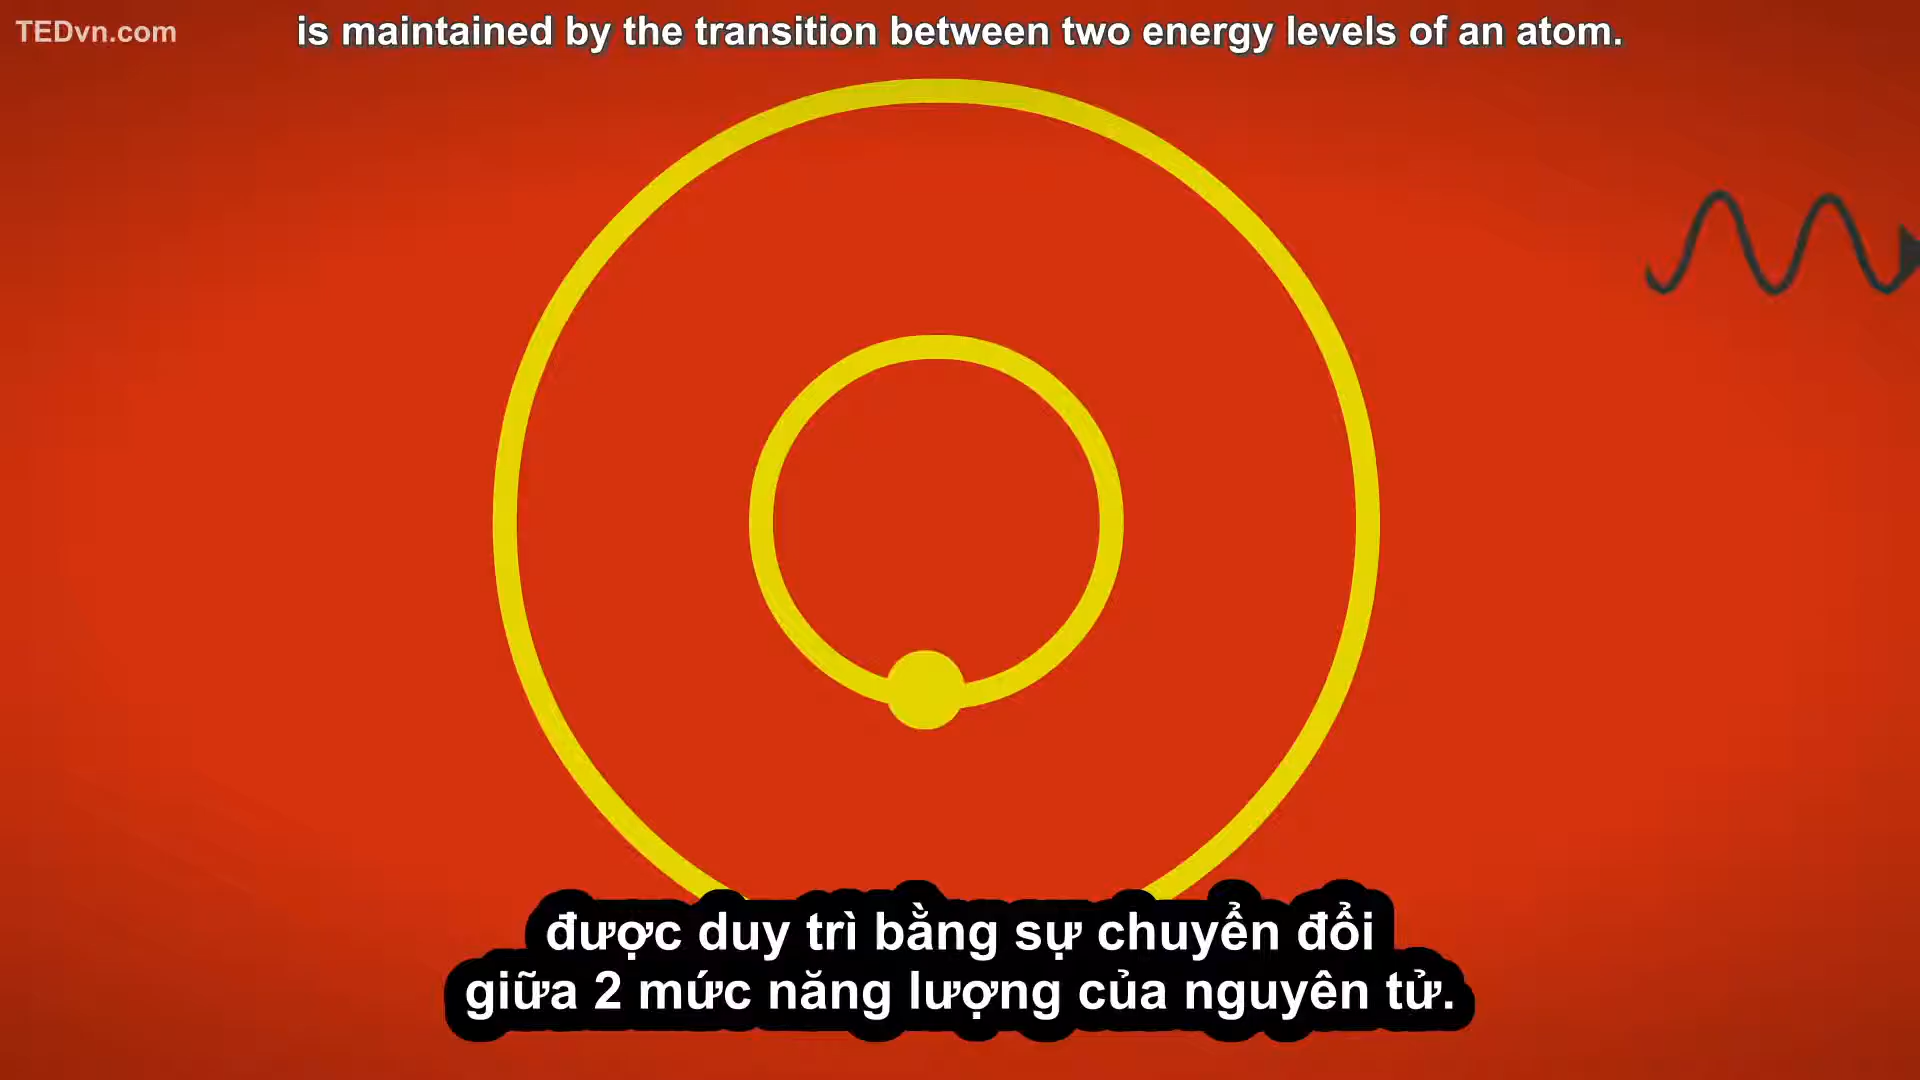 TEDvn.com
is maintained by the transition between two energy levels of an atom.
được duy trì bằng sự chuyển đổi
giữa 2 mức năng lượng của nguyên tử.